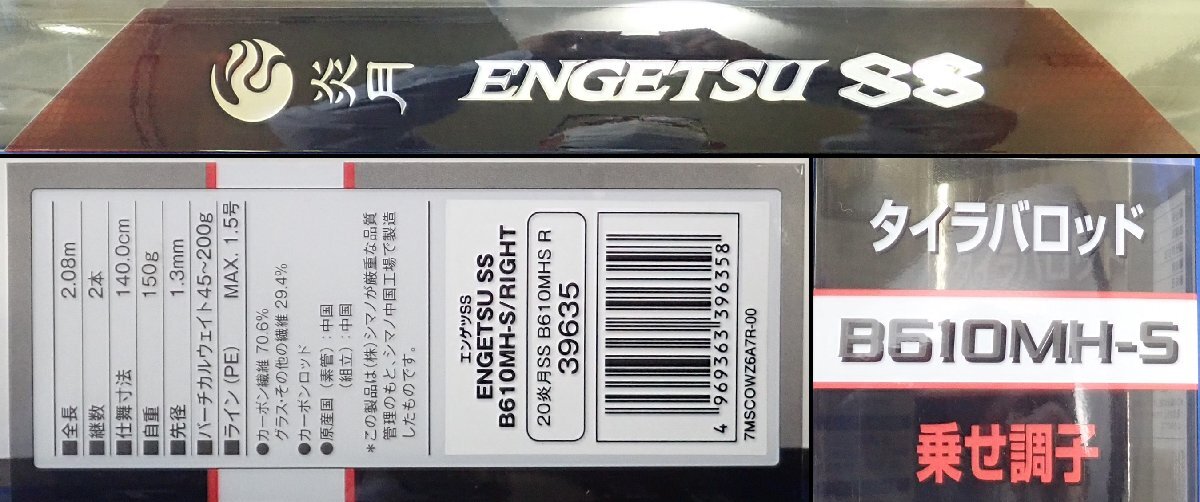 炎月 ENGETSU SS
■全長 2.08m
■継数 2本
■仕舞寸法 140.0cm
■自重 150g
■先径 1.3mm
■バーチカルウェイト45~200g
■ライン(PE) MAX. 1.5号
●カーボン繊維 70.6%
グラス・その他の繊維 29.4%
●カーボンロッド
●原産国(素管):中国
(組立):中国
*この製品は(株)シマノが厳重な品質
管理のもと、シマノ中国工場で製造
したものです。
エンゲツSS
ENGETSU SS
B610MH-S/RIGHT
20炎月SS B610MHS R
39635
4 969363 396358
7MSCOWZ6A7R-00
タイラバロッド
B610MH-S
乗せ調子